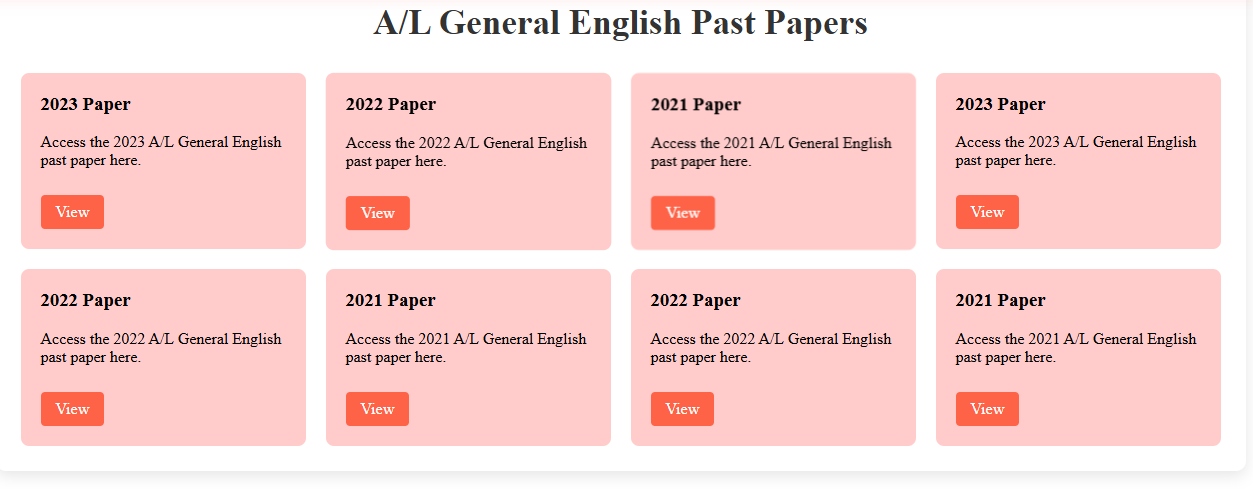 A/L General English Past Papers
2023 Paper
Access the 2023 A/L General English
past paper here.
View
2022 Paper
Access the 2022 A/L General English
past paper here.
View
2021 Paper
Access the 2021 A/L General English
past paper here.
View
2023 Paper
Access the 2023 A/L General English
past paper here.
View
2022 Paper
Access the 2022 A/L General English
past paper here.
View
2021 Paper
Access the 2021 A/L General English
past paper here.
View
2022 Paper
Access the 2022 A/L General English
past paper here.
View
2021 Paper
Access the 2021 A/L General English
past paper here.
View